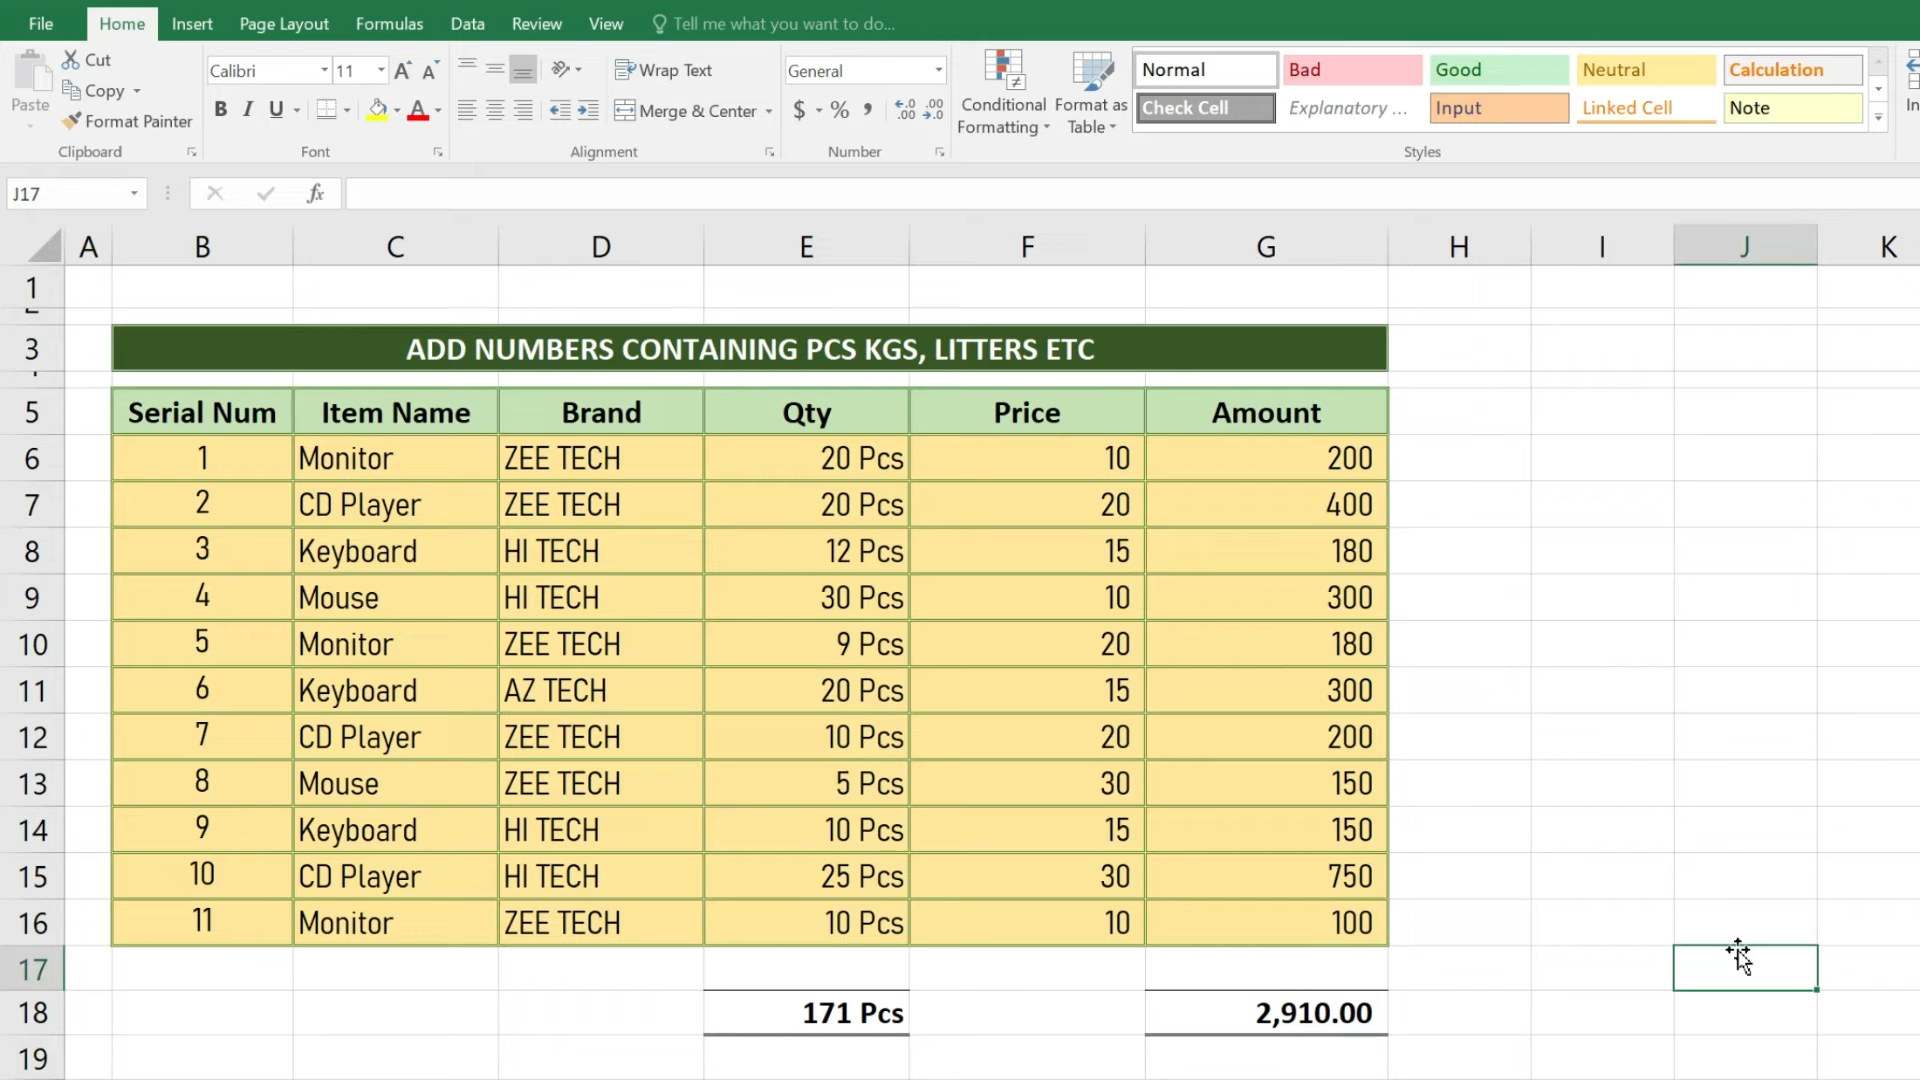 File Home Insert Page Layout Formulas Data Review View Tell me what you want to do...
Cut Calibri 11 A A Wrap Text General Normal Bad Good Neutral Calculation
Paste Copy Conditional Formatting Format as Table
Format Painter B I U A Merge & Center $ % , .00 .00 Check Cell Explanatory ... Input Linked Cell Note
Clipboard Font Alignment Number Styles
J17 fx
A B C D E F G H I J K
1
3 ADD NUMBERS CONTAINING PCS KGS, LITTERS ETC
5 Serial Num Item Name Brand Qty Price Amount
6 1 Monitor ZEE TECH 20 Pcs 10 200
7 2 CD Player ZEE TECH 20 Pcs 20 400
8 3 Keyboard HI TECH 12 Pcs 15 180
9 4 Mouse HI TECH 30 Pcs 10 300
10 5 Monitor ZEE TECH 9 Pcs 20 180
11 6 Keyboard AZ TECH 20 Pcs 15 300
12 7 CD Player ZEE TECH 10 Pcs 20 200
13 8 Mouse ZEE TECH 5 Pcs 30 150
14 9 Keyboard HI TECH 10 Pcs 15 150
15 10 CD Player HI TECH 25 Pcs 30 750
16 11 Monitor ZEE TECH 10 Pcs 10 100
17
18 171 Pcs 2,910.00
19